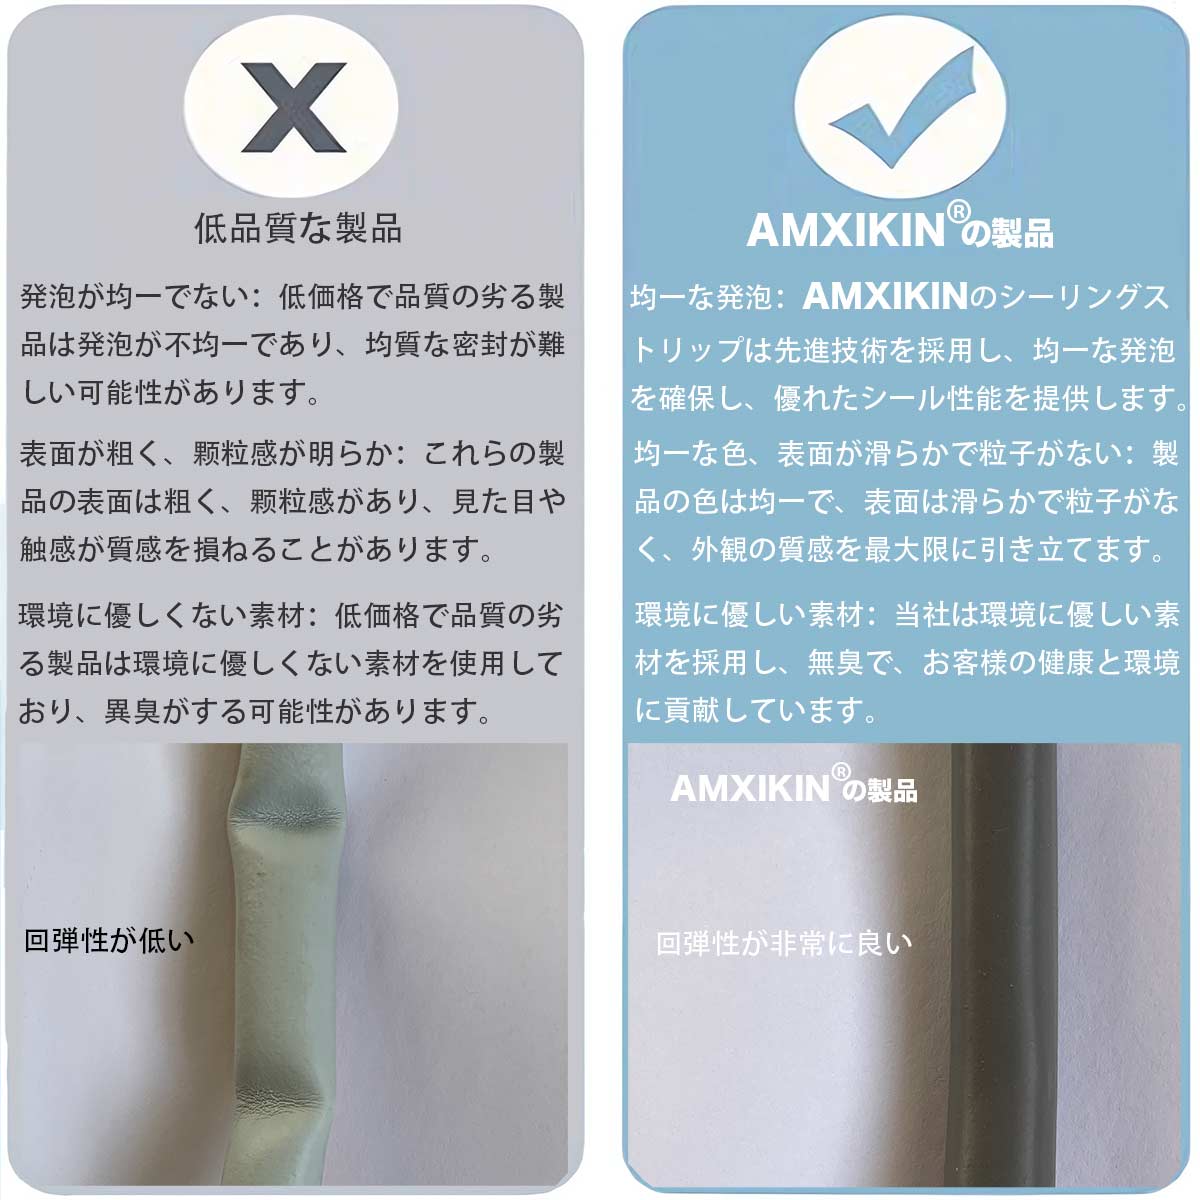 X
低品質な製品
発泡が均一でない：低価格で品質の劣る製
品は発泡が不均一であり、均質な密封が難
しい可能性があります。
表面が粗く、颗粒感が明らか：これらの製
品の表面は粗く、颗粒感があり、見た目や
触感が質感を損ねることがあります。
環境に優しくない素材：低価格で品質の劣
る製品は環境に優しくない素材を使用して
おり、異臭がする可能性があります。
回弾性が低い
AMXIKIN®の製品
均一な発泡：AMXIKINのシーリングス
トリップは先進技術を採用し、均一な発泡
を確保し、優れたシール性能を提供します。
均一な色、表面が滑らかで粒子がない：製
品の色は均一で、表面は滑らかで粒子がな
く、外観の質感を最大限に引き立てます。
環境に優しい素材：当社は環境に優しい素
材を採用し、無臭で、お客様の健康と環境
に貢献しています。
AMXIKIN®の製品
回弾性が非常に良い